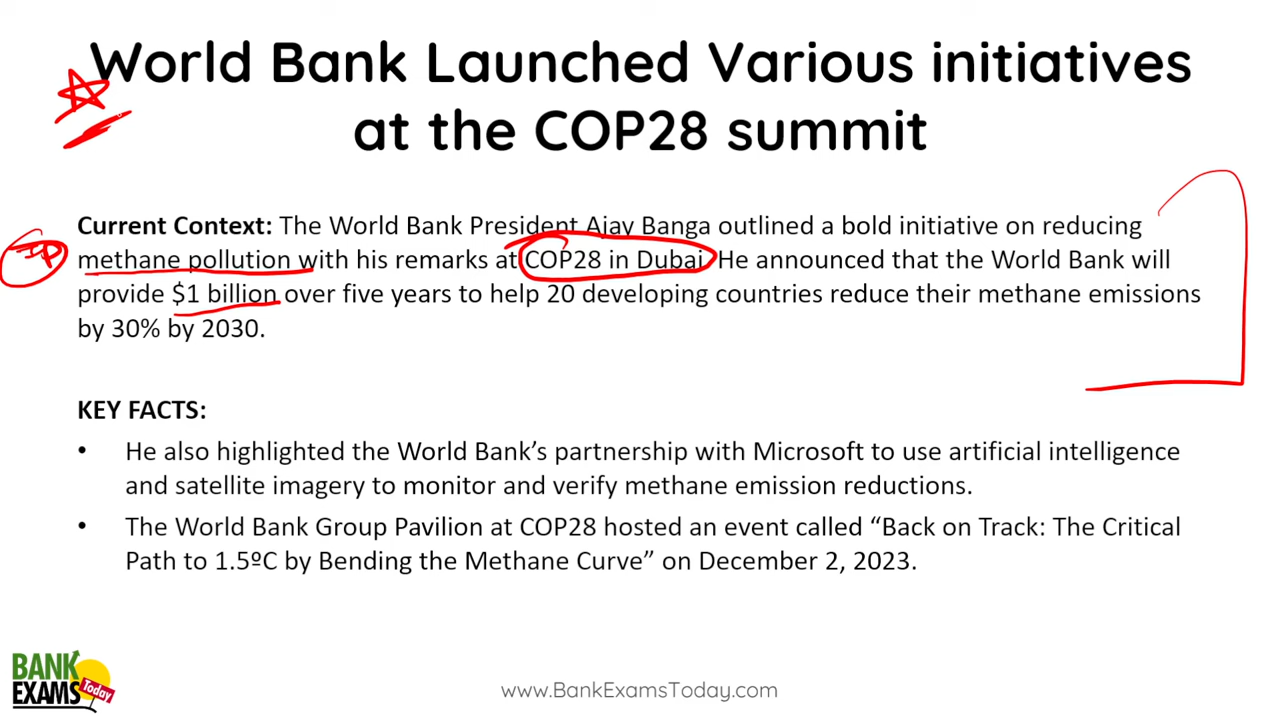 World Bank Launched Various initiatives
at the COP28 summit
Current Context: The World Bank President Ajay Banga outlined a bold initiative on reducing
methane pollution with his remarks at COP28 in Dubai. He announced that the World Bank will
provide $1 billion over five years to help 20 developing countries reduce their methane emissions
by 30% by 2030.
KEY FACTS:
• He also highlighted the World Bank’s partnership with Microsoft to use artificial intelligence
and satellite imagery to monitor and verify methane emission reductions.
• The World Bank Group Pavilion at COP28 hosted an event called “Back on Track: The Critical
Path to 1.5ºC by Bending the Methane Curve” on December 2, 2023.
BANK
EXAMS Today
www.BankExamsToday.com